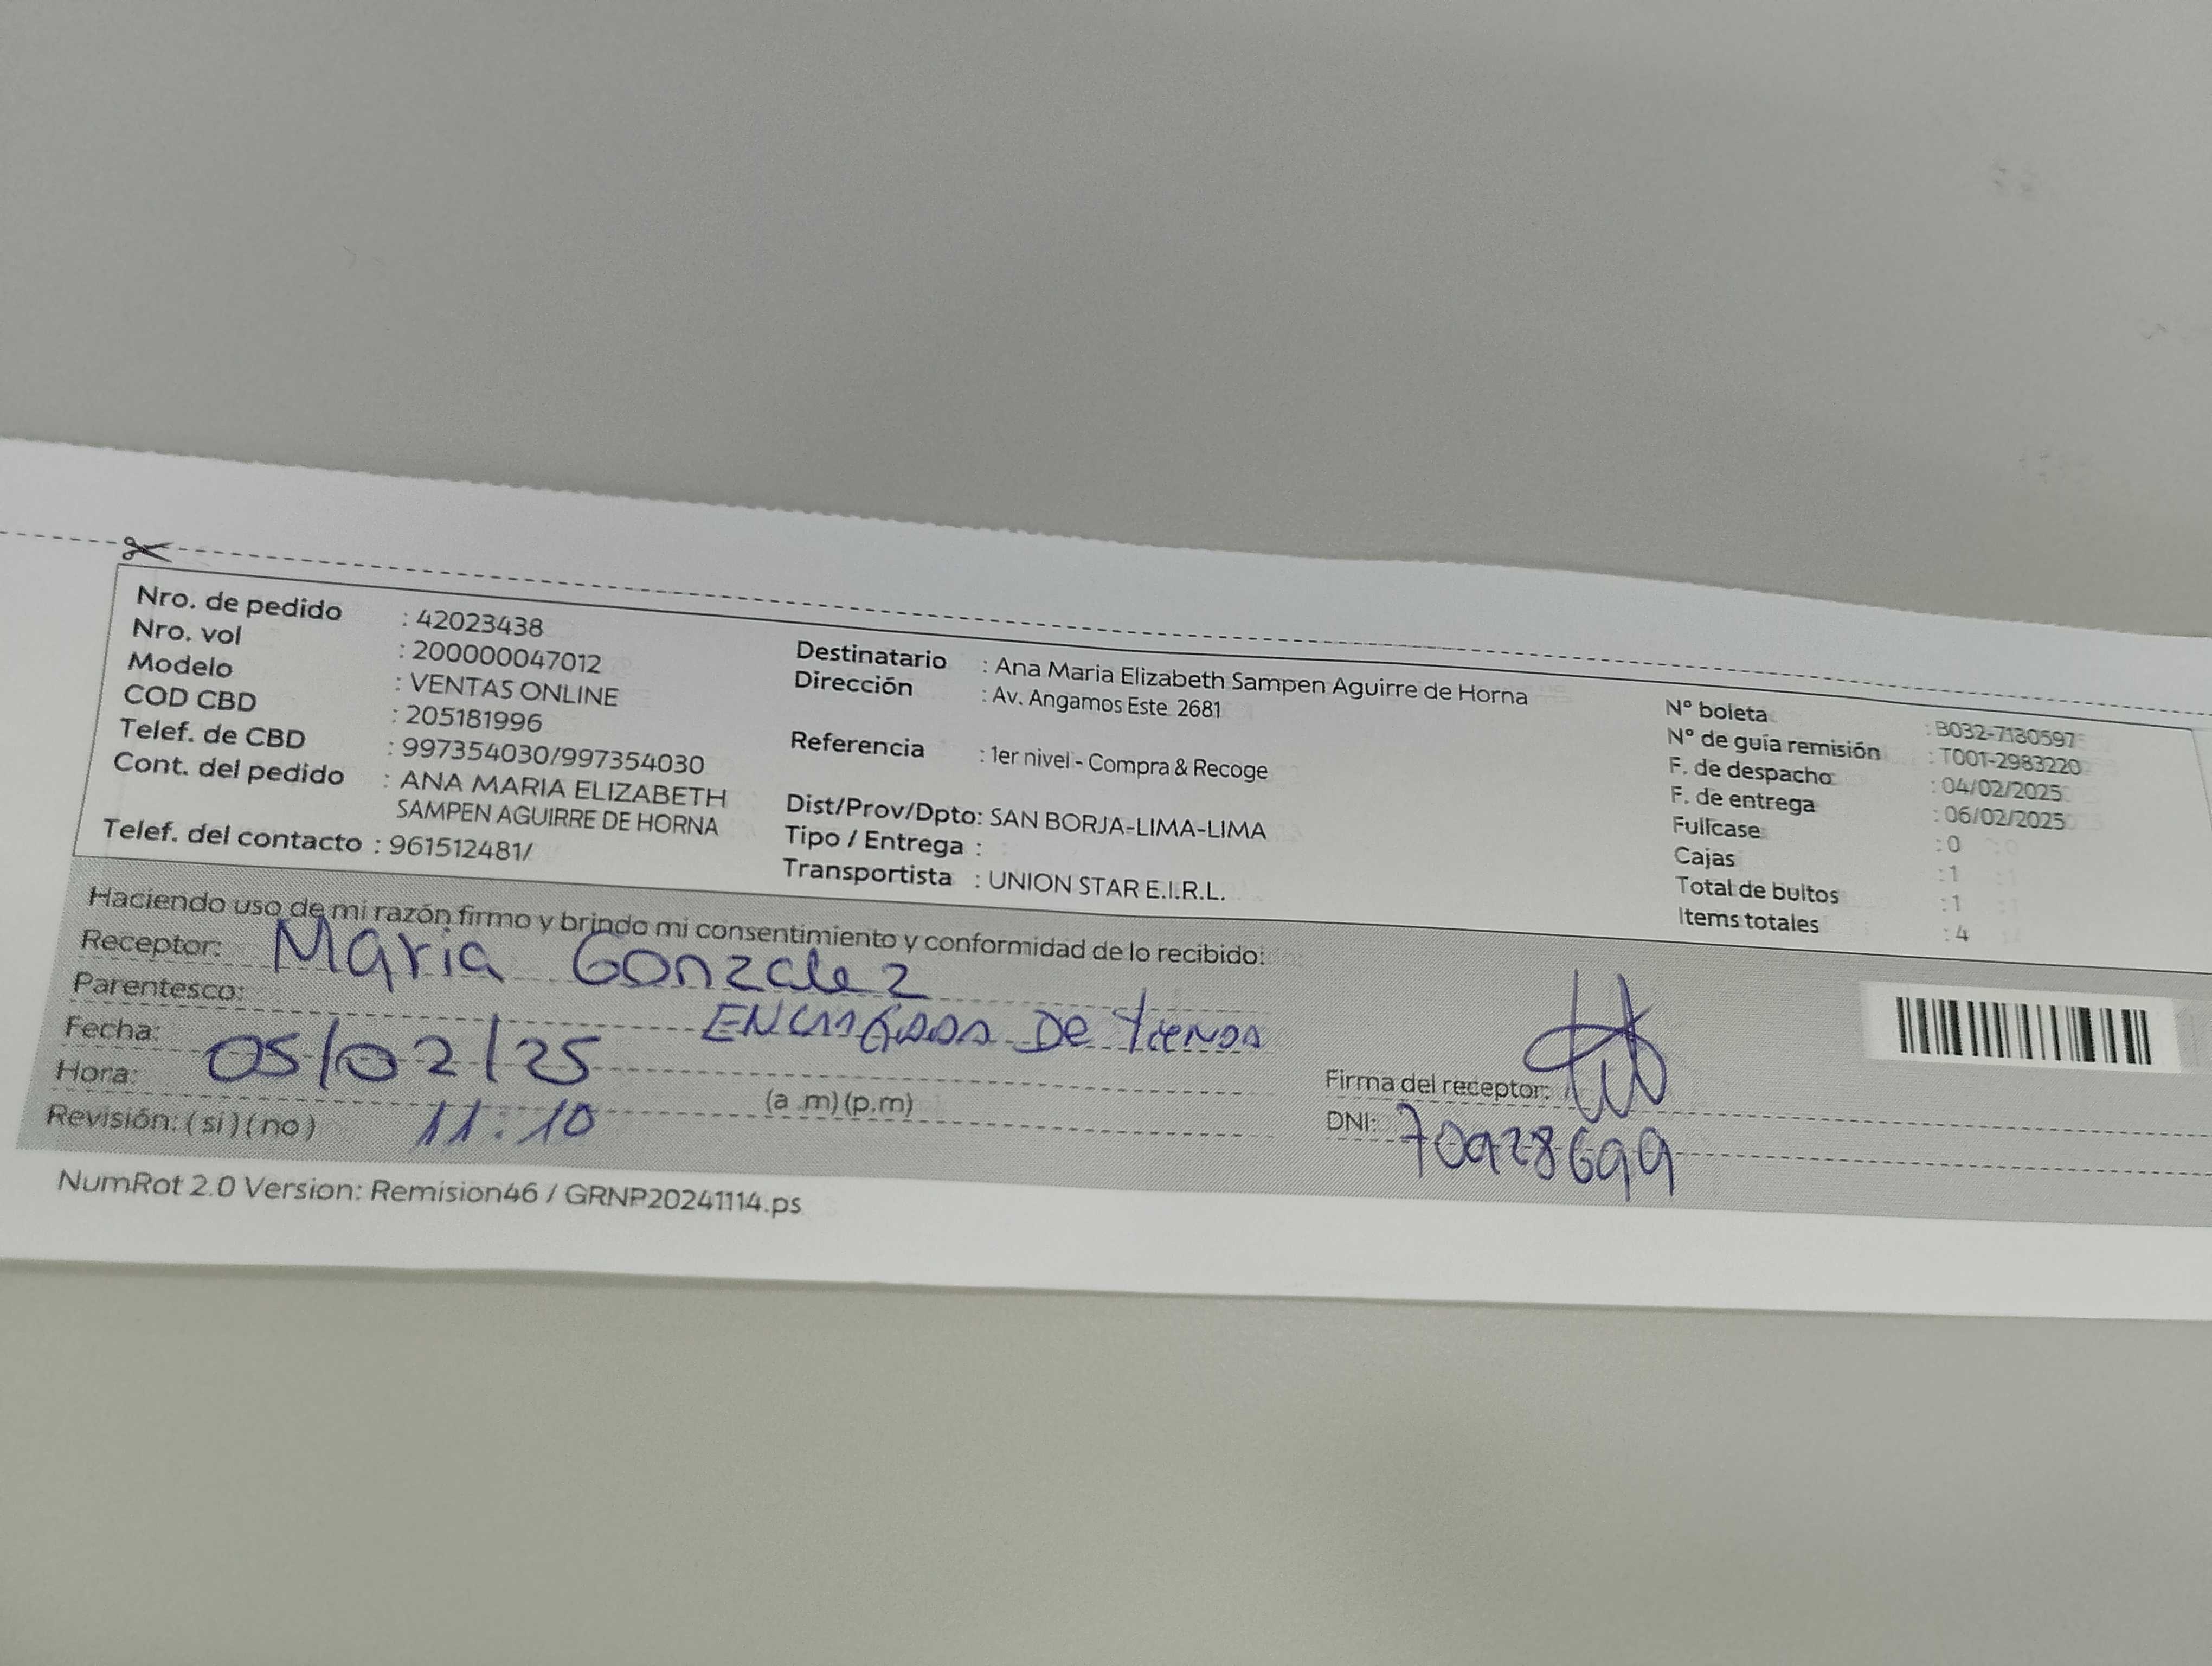 Nro. de pedido : 42023438
Nro. vol : 200000047012
Modelo : VENTAS ONLINE
COD CBD : 205181996
Telef. de CBD : 997354030/997354030
Cont. del pedido : ANA MARIA ELIZABETH
SAMPEN AGUIRRE DE HORNA
Telef. del contacto : 961512481/
Destinatario : Ana Maria Elizabeth Sampen Aguirre de Horna
Dirección : Av. Angamos Este 2681
Referencia : 1er nivel - Compra & Recoge
Dist/Prov/Dpto: SAN BORJA-LIMA-LIMA
Tipo / Entrega :
Transportista : UNION STAR E.I.R.L.
N° boleta : B032-7180597
N° de guía remisión : T001-2983220
F. de despacho : 04/02/2025
F. de entrega : 06/02/2025
Fullcase : 0
Cajas : 1
Total de bultos : 1
Items totales : 4
Haciendo uso de mi razón firmo y brindo mi consentimiento y conformidad de lo recibido:
Receptor: Maria Gonzalez
Parentesco: ENCARGADA DE tienda
Fecha: 05/02/25
Hora: 11:10 (a .m) (p.m)
Revisión: ( si ) ( no )
Firma del receptor:
DNI: 70928699
NumRot 2.0 Version: Remision46 / GRNP20241114.ps